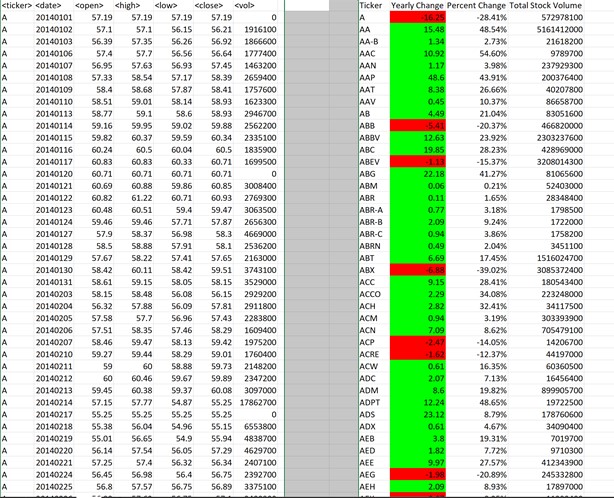 <ticker> <date> <open> <high> <low> <close> <vol> Ticker Yearly Change Percent Change Total Stock Volume
A 20140101 57.19 57.19 57.19 57.19 0 A -16.25 -28.41% 572978100
A 20140102 57.1 57.1 56.15 56.21 1916100 AA 15.48 48.54% 5161412000
A 20140103 56.39 57.35 56.26 56.92 1866600 AA-B 1.34 2.73% 21618200
A 20140106 57.4 57.7 56.56 56.64 1777400 AAC 10.92 54.60% 9789700
A 20140107 56.95 57.63 56.93 57.45 1463200 AAN 1.17 3.98% 237929300
A 20140108 57.33 58.54 57.17 58.39 2659400 AAP 48.6 43.91% 200376400
A 20140109 58.4 58.68 57.87 58.41 1757600 AAT 8.38 26.66% 40207800
A 20140110 58.51 59.01 58.14 58.93 1623300 AAV 0.45 10.37% 86658700
A 20140113 58.77 59.1 58.6 58.93 2946700 AB 4.49 21.04% 83051600
A 20140114 59.16 59.95 59.02 59.88 2562200 ABB -5.41 -20.37% 466820000
A 20140115 59.82 60.37 59.59 60.34 2335100 ABBV 12.63 23.92% 2303237600
A 20140116 60.24 60.5 60.04 60.5 1835900 ABC 19.85 28.23% 428969000
A 20140117 60.83 60.83 60.33 60.71 1699500 ABEV -1.13 -15.37% 3208014300
A 20140120 60.71 60.71 60.71 60.71 0 ABG 22.18 41.27% 81065600
A 20140121 60.69 60.88 59.86 60.85 3008400 ABM 0.06 0.21% 52403000
A 20140122 60.82 61.22 60.71 60.93 2769300 ABR 0.11 1.65% 28348400
A 20140123 60.48 60.51 59.4 59.47 3063500 ABR-A 0.77 3.18% 1798500
A 20140124 59.46 59.46 57.71 57.87 2656300 ABR-B 2.09 9.24% 1722000
A 20140127 57.9 58.37 56.98 58.3 4669000 ABR-C 0.94 3.86% 1758200
A 20140128 58.5 58.88 57.91 58.1 2536200 ABRN 0.49 2.04% 3451100
A 20140129 57.67 58.22 57.41 57.65 2163000 ABT 6.69 17.45% 1516024700
A 20140130 58.42 60.11 58.42 59.51 3743100 ABX -6.88 -39.02% 3085372400
A 20140131 58.61 59.15 58.05 58.15 3529000 ACC 9.15 28.41% 180543400
A 20140203 58.15 58.48 56.08 56.15 2929200 ACCO 2.29 34.08% 223248000
A 20140204 56.32 57.88 57.09 57.81 2911800 ACH 2.82 32.41% 34117500
A 20140205 57.58 57.7 56.96 57.43 2283800 ACM 0.94 3.19% 303393900
A 20140206 57.51 58.35 57.46 58.29 1609400 ACN 7.09 8.62% 705479100
A 20140207 58.46 59.47 58.13 59.42 1975200 ACP -2.47 -14.05% 14206700
A 20140210 59.27 59.44 58.29 59.01 1760400 ACRE -1.62 -12.37% 44197000
A 20140211 59 60 58.88 59.73 2148200 ACW 0.61 16.35% 60360500
A 20140212 60 60.46 59.67 59.89 2347200 ADC 2.07 7.13% 16456400
A 20140213 59.45 60.38 59.37 60.08 3097000 ADM 8.6 19.82% 899905700
A 20140214 57.15 57.77 54.87 55.25 17862700 ADPT 12.24 48.65% 19722500
A 20140217 55.25 55.25 55.25 55.25 0 ADS 23.12 8.79% 178760600
A 20140218 55.38 56.04 54.96 55.15 6553800 ADX 0.61 4.67% 34090400
A 20140219 55.01 56.65 54.9 55.94 4838700 AEB 3.8 19.31% 7019700
A 20140220 56.14 57.54 56.05 57.29 4629700 AED 1.82 7.72% 9710300
A 20140221 57.25 57.4 56.32 56.34 2407100 AEE 9.97 27.57% 412343900
A 20140224 56.45 56.98 56.4 56.75 2392700 AEG -1.98 -20.89% 245332800
A 20140225 56.8 57.57 56.75 56.89 3375100 AEH 2.09 8.93% 17897000